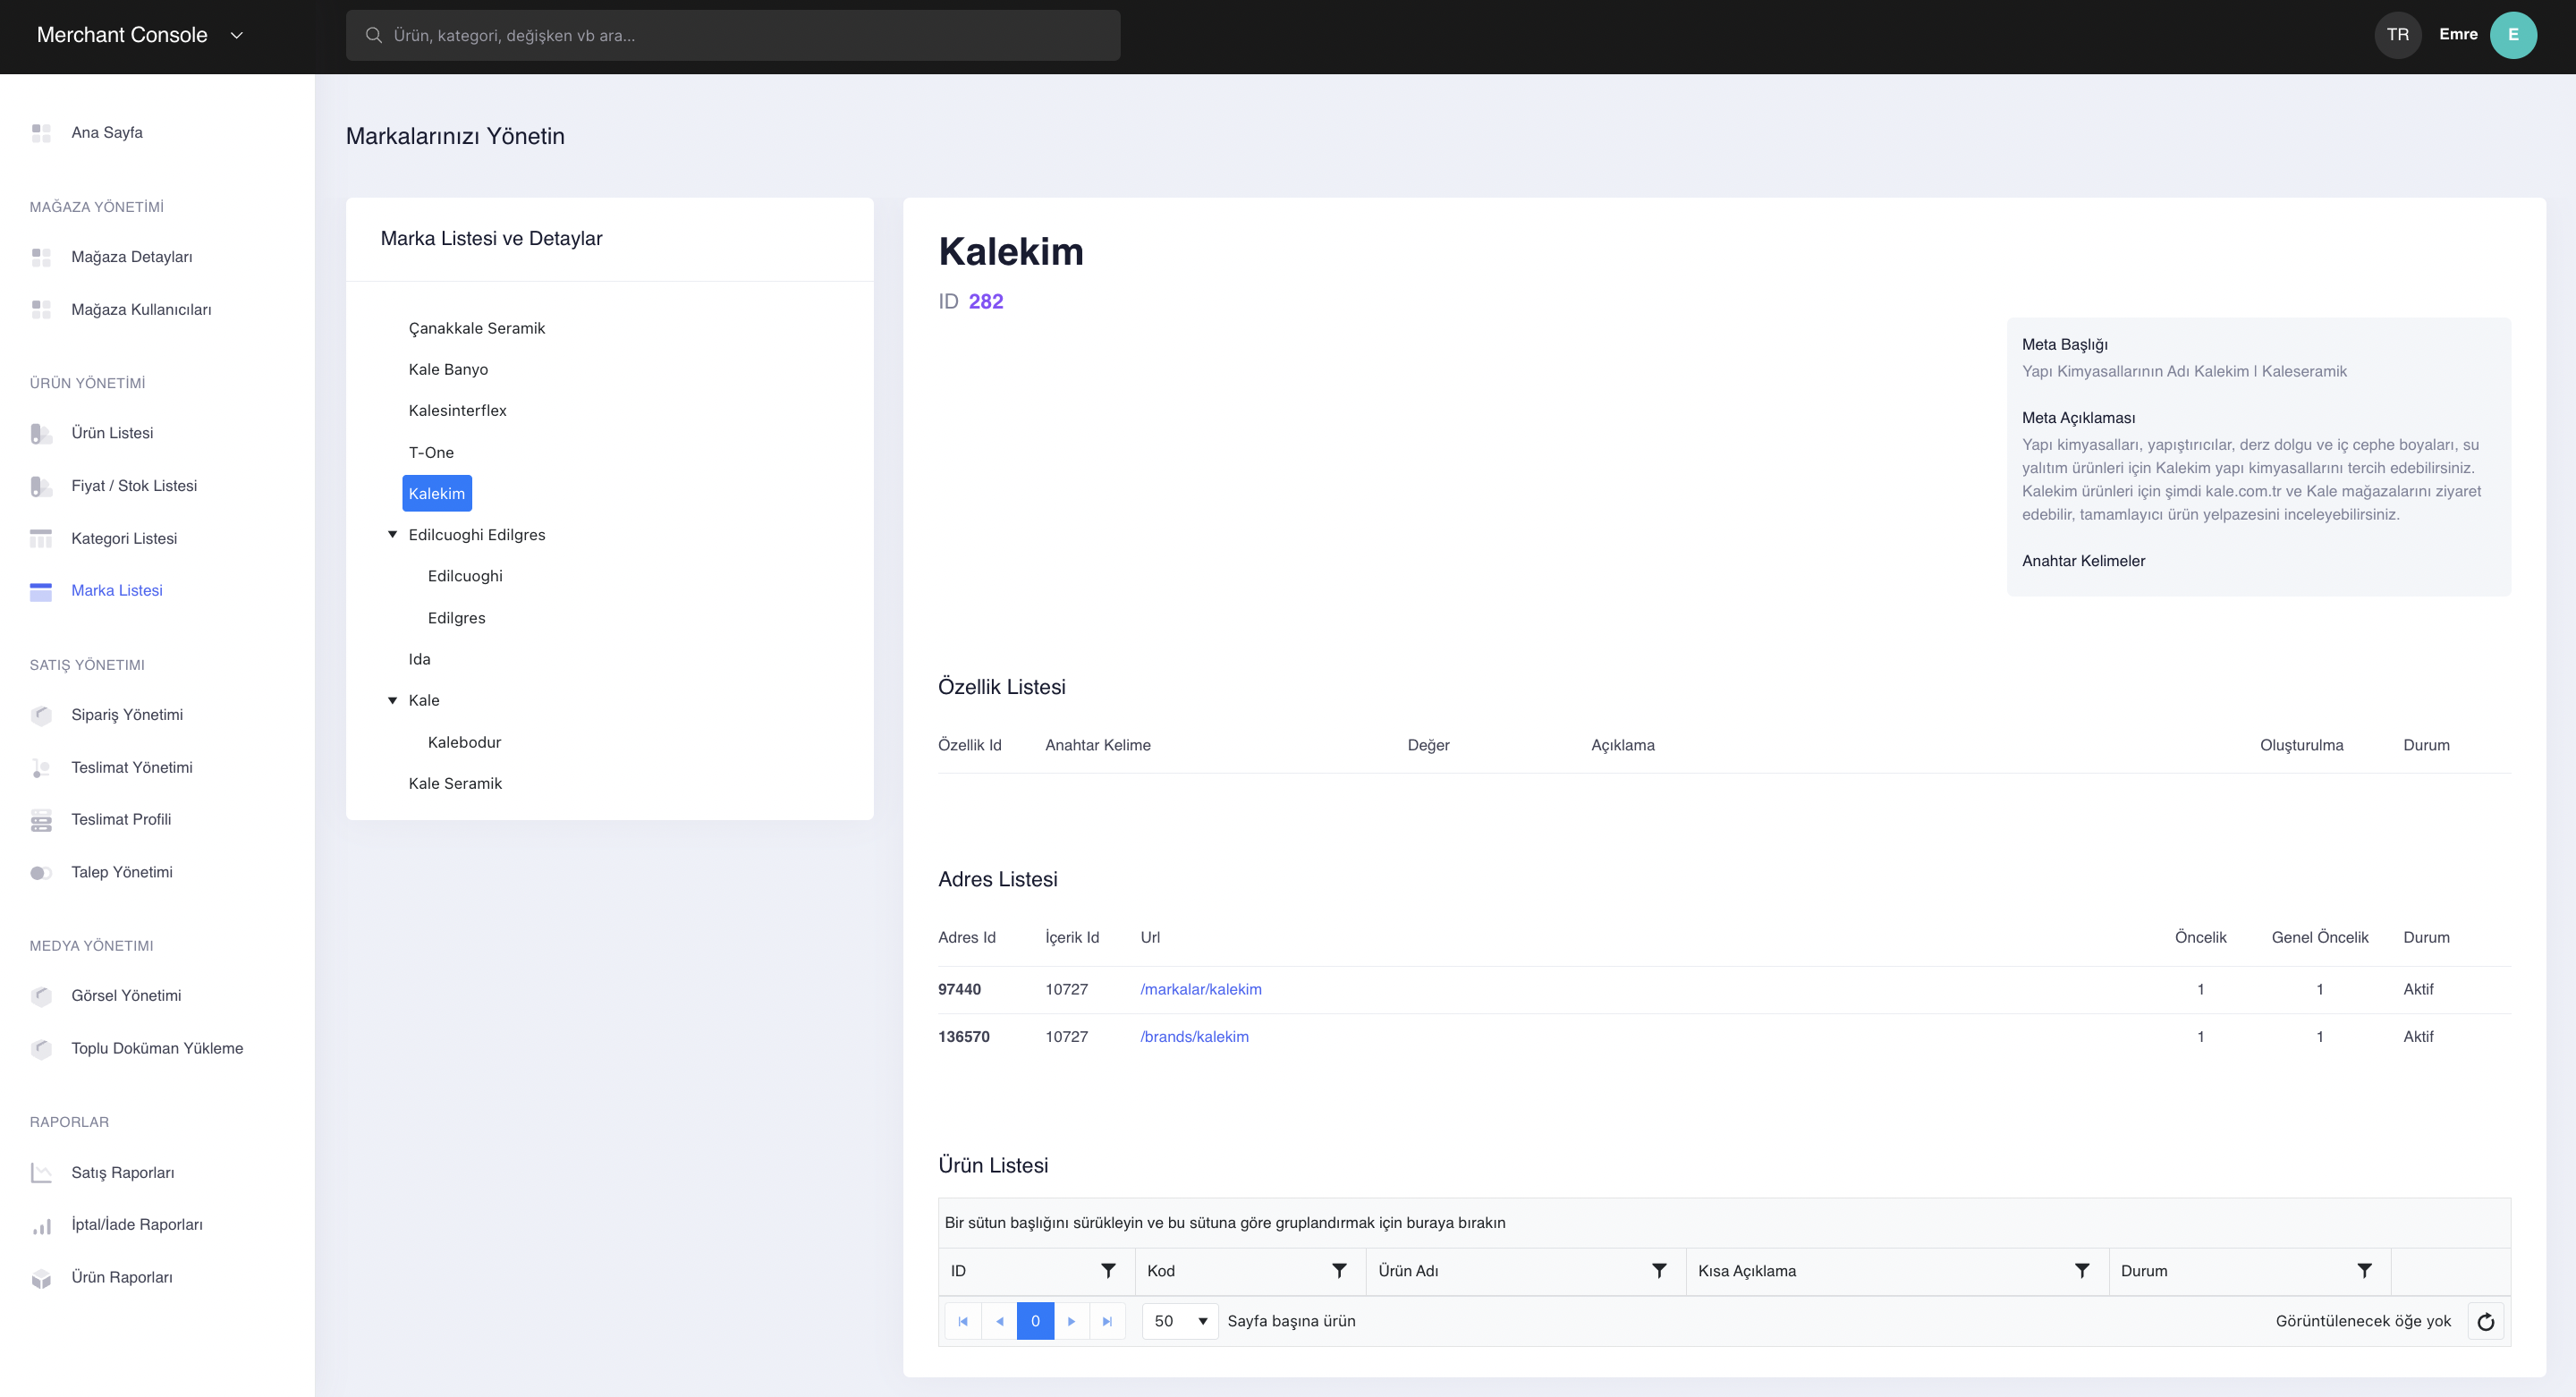 Merchant Console
Ürün, kategori, değişken vb ara...
TR
Emre
E
Ana Sayfa
MAĞAZA YÖNETİMİ
Mağaza Detayları
Mağaza Kullanıcıları
ÜRÜN YÖNETİMİ
Ürün Listesi
Fiyat / Stok Listesi
Kategori Listesi
Marka Listesi
SATIŞ YÖNETIMI
Sipariş Yönetimi
Teslimat Yönetimi
Teslimat Profili
Talep Yönetimi
MEDYA YÖNETIMI
Görsel Yönetimi
Toplu Doküman Yükleme
RAPORLAR
Satış Raporları
İptal/İade Raporları
Ürün Raporları
Markalarınızı Yönetin
Marka Listesi ve Detaylar
Çanakkale Seramik
Kale Banyo
Kalesinterflex
T-One
Kalekim
Edilcuoghi Edilgres
Edilcuoghi
Edilgres
Ida
Kale
Kalebodur
Kale Seramik
Kalekim
ID 282
Meta Başlığı
Yapı Kimyasallarının Adı Kalekim | Kaleseramik
Meta Açıklaması
Yapı kimyasalları, yapıştırıcılar, derz dolgu ve iç cephe boyaları, su
yalıtım ürünleri için Kalekim yapı kimyasallarını tercih edebilirsiniz.
Kalekim ürünleri için şimdi kale.com.tr ve Kale mağazalarını ziyaret
edebilir, tamamlayıcı ürün yelpazesini inceleyebilirsiniz.
Anahtar Kelimeler
Özellik Listesi
Özellik Id Anahtar Kelime Değer Açıklama Oluşturulma Durum
Adres Listesi
Adres Id İçerik Id Url Öncelik Genel Öncelik Durum
97440 10727 /markalar/kalekim 1 1 Aktif
136570 10727 /brands/kalekim 1 1 Aktif
Ürün Listesi
Bir sütun başlığını sürükleyin ve bu sütuna göre gruplandırmak için buraya bırakın
ID Kod Ürün Adı Kısa Açıklama Durum
0 50 Sayfa başına ürün Görüntülenecek öğe yok